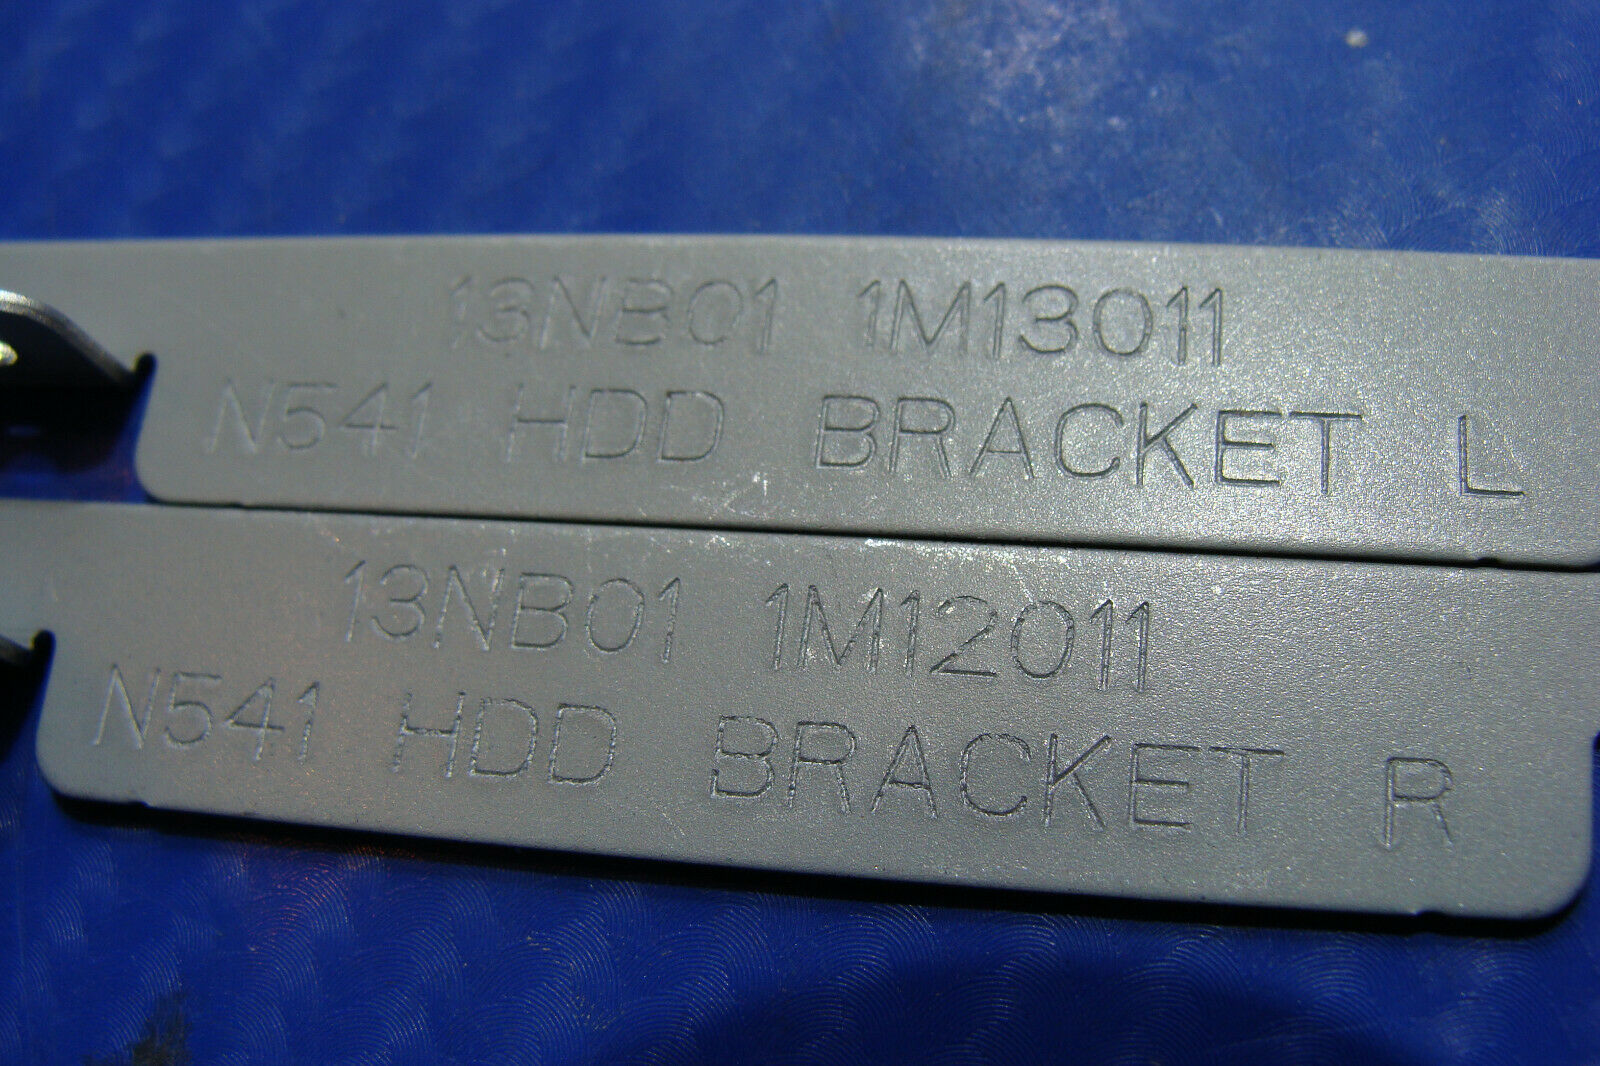 13NB01 1M13011
N541 HDD BRACKET L
13NB01 1M12011
N541 HDD BRACKET R